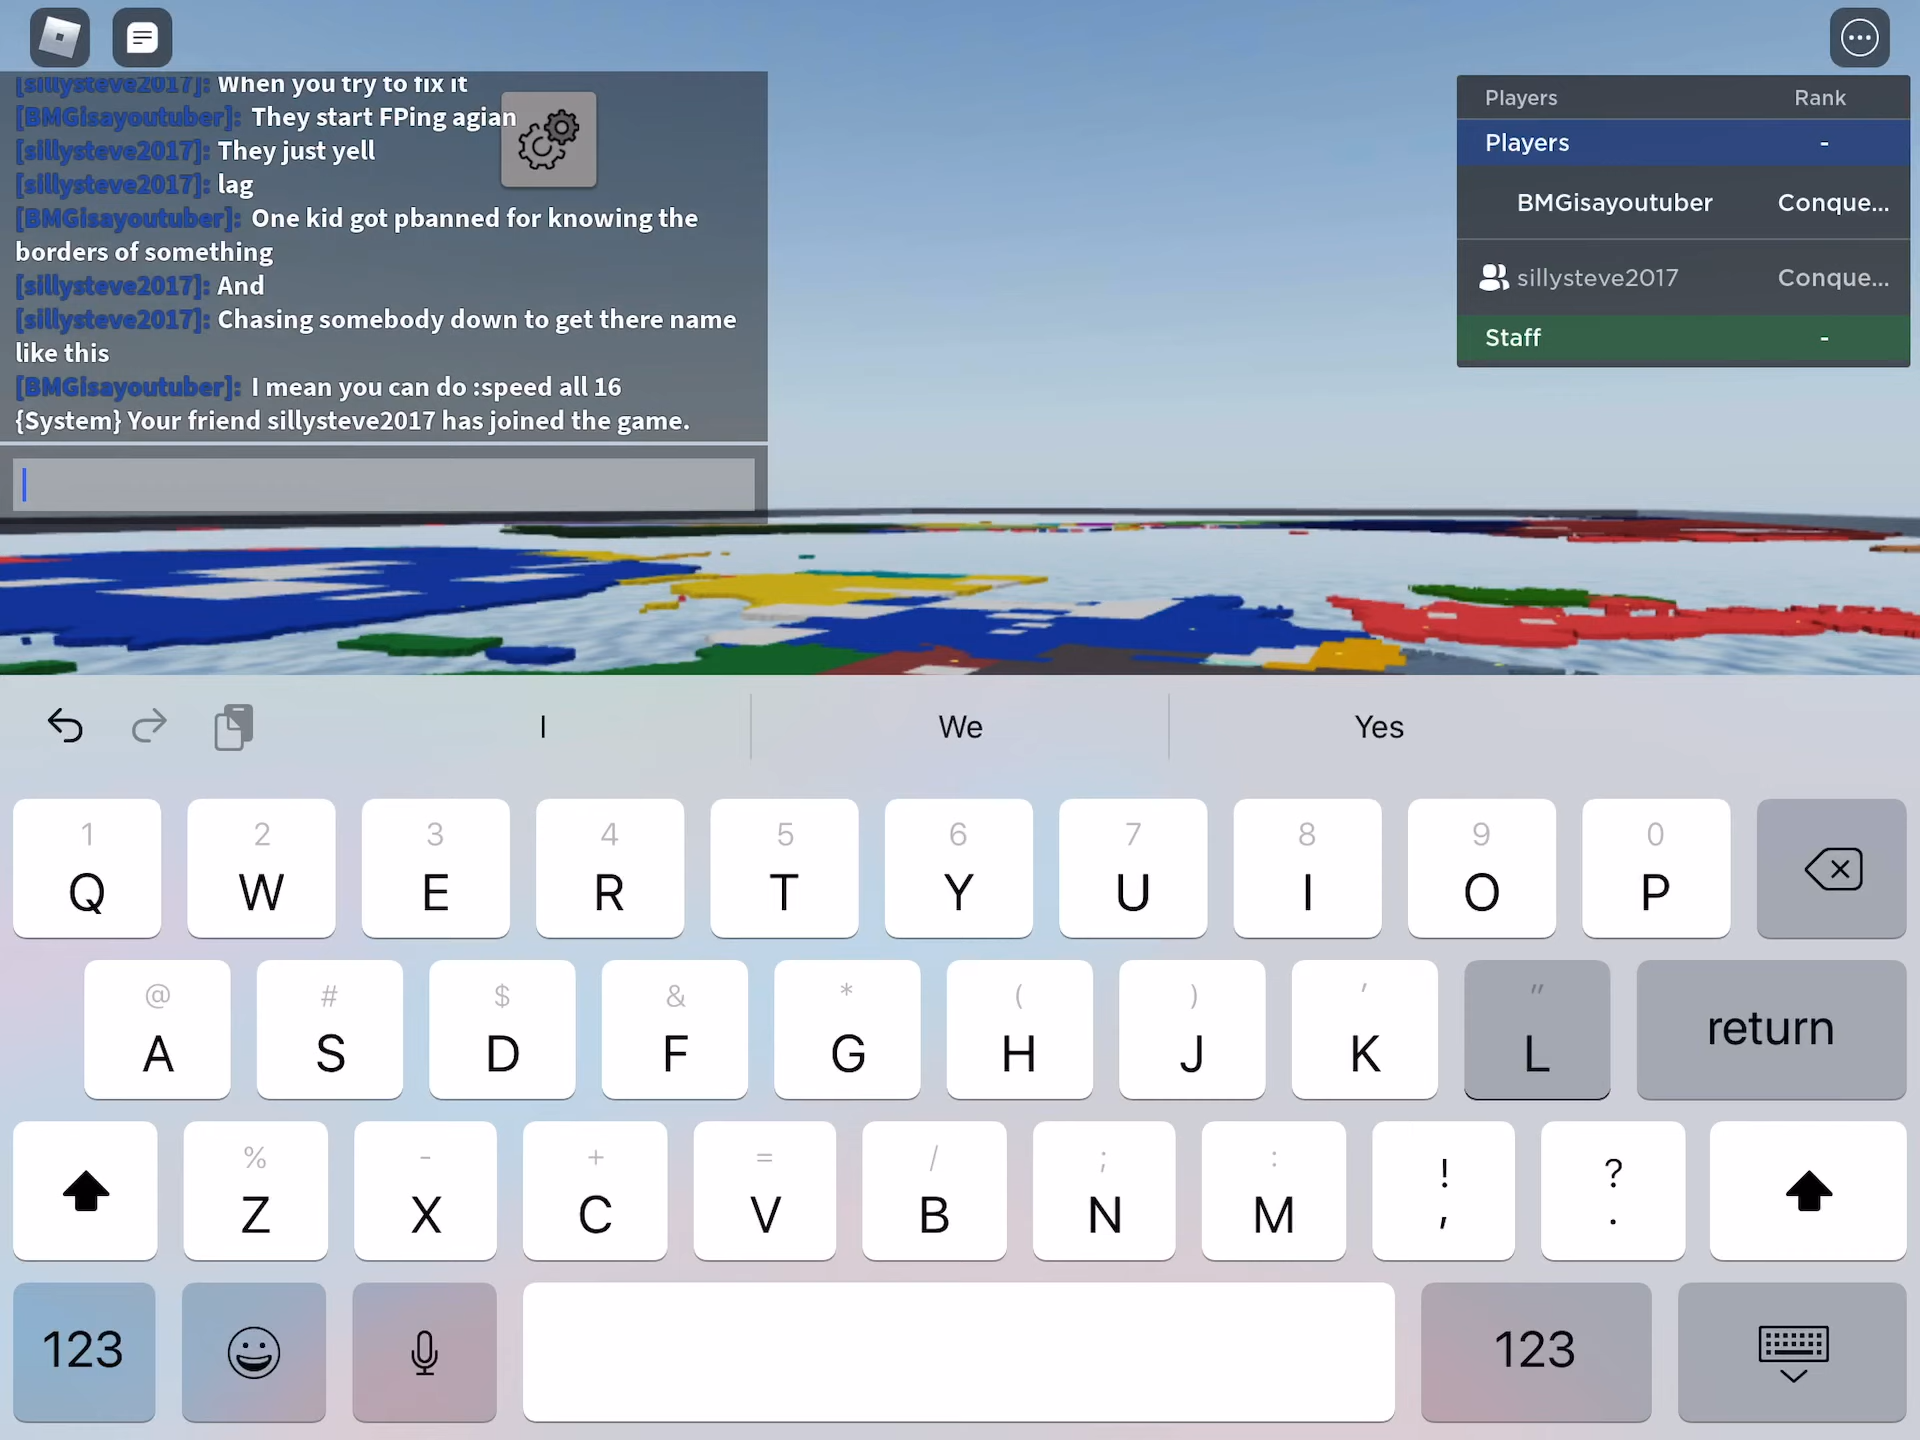 [sillysteve2017]: When you try to fix it
[BMGisayoutuber]: They start FPing agian
[sillysteve2017]: They just yell
[sillysteve2017]: lag
[BMGisayoutuber]: One kid got pbanned for knowing the
borders of something
[sillysteve2017]: And
[sillysteve2017]: Chasing somebody down to get there name
like this
[BMGisayoutuber]: I mean you can do :speed all 16
{System} Your friend sillysteve2017 has joined the game.
Players Rank
Players -
BMGisayoutuber Conque...
sillysteve2017 Conque...
Staff -
I We Yes
1 2 3 4 5 6 7 8 9 0
Q W E R T Y U I O P
@ # $ & * ( ) ' "
A S D F G H J K L return
% - + = / ; : ! ?
Z X C V B N M , .
123 123